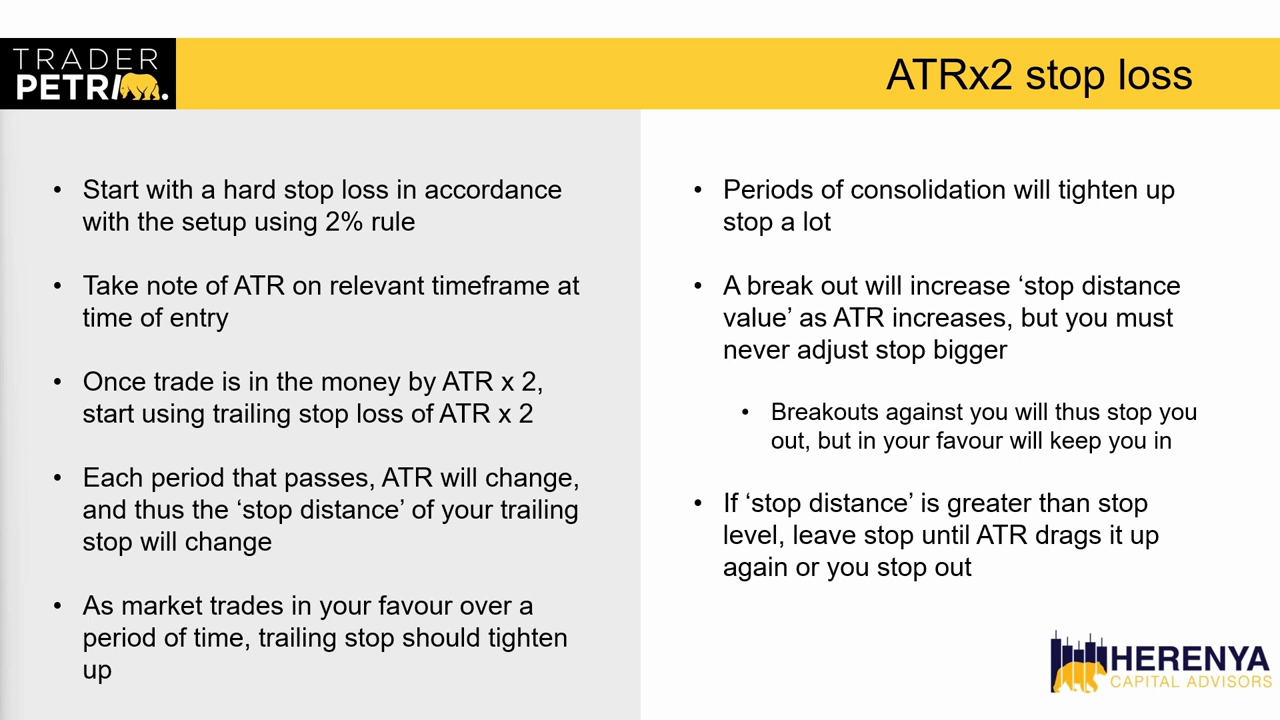 TRADER
PETRI.
ATRx2 stop loss
• Start with a hard stop loss in accordance
with the setup using 2% rule
• Take note of ATR on relevant timeframe at
time of entry
• Once trade is in the money by ATR x 2,
start using trailing stop loss of ATR x 2
• Each period that passes, ATR will change,
and thus the ‘stop distance’ of your trailing
stop will change
• As market trades in your favour over a
period of time, trailing stop should tighten
up
• Periods of consolidation will tighten up
stop a lot
• A break out will increase ‘stop distance
value’ as ATR increases, but you must
never adjust stop bigger
• Breakouts against you will thus stop you
out, but in your favour will keep you in
• If ‘stop distance’ is greater than stop
level, leave stop until ATR drags it up
again or you stop out
HERENYA
CAPITAL ADVISORS